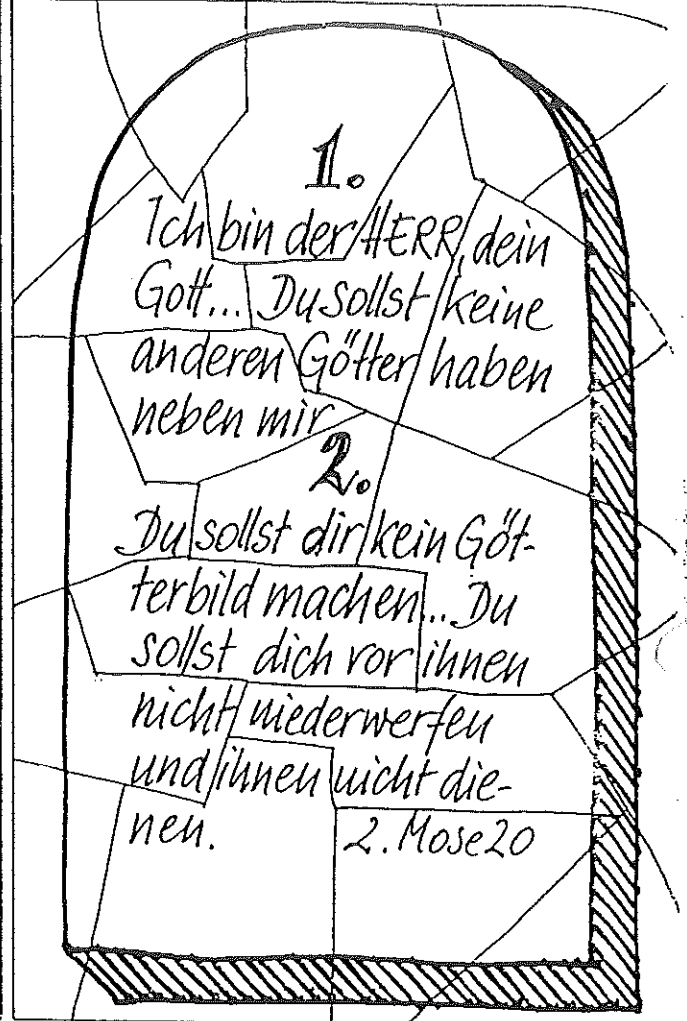 1.
Ich bin der HERR, dein
Gott... Du sollst keine
anderen Götter haben
neben mir
2.
Du sollst dir kein Göt-
terbild machen... Du
sollst dich vor ihnen
nicht niederwerfen
und ihnen nicht die-
nen. 2. Mose 20